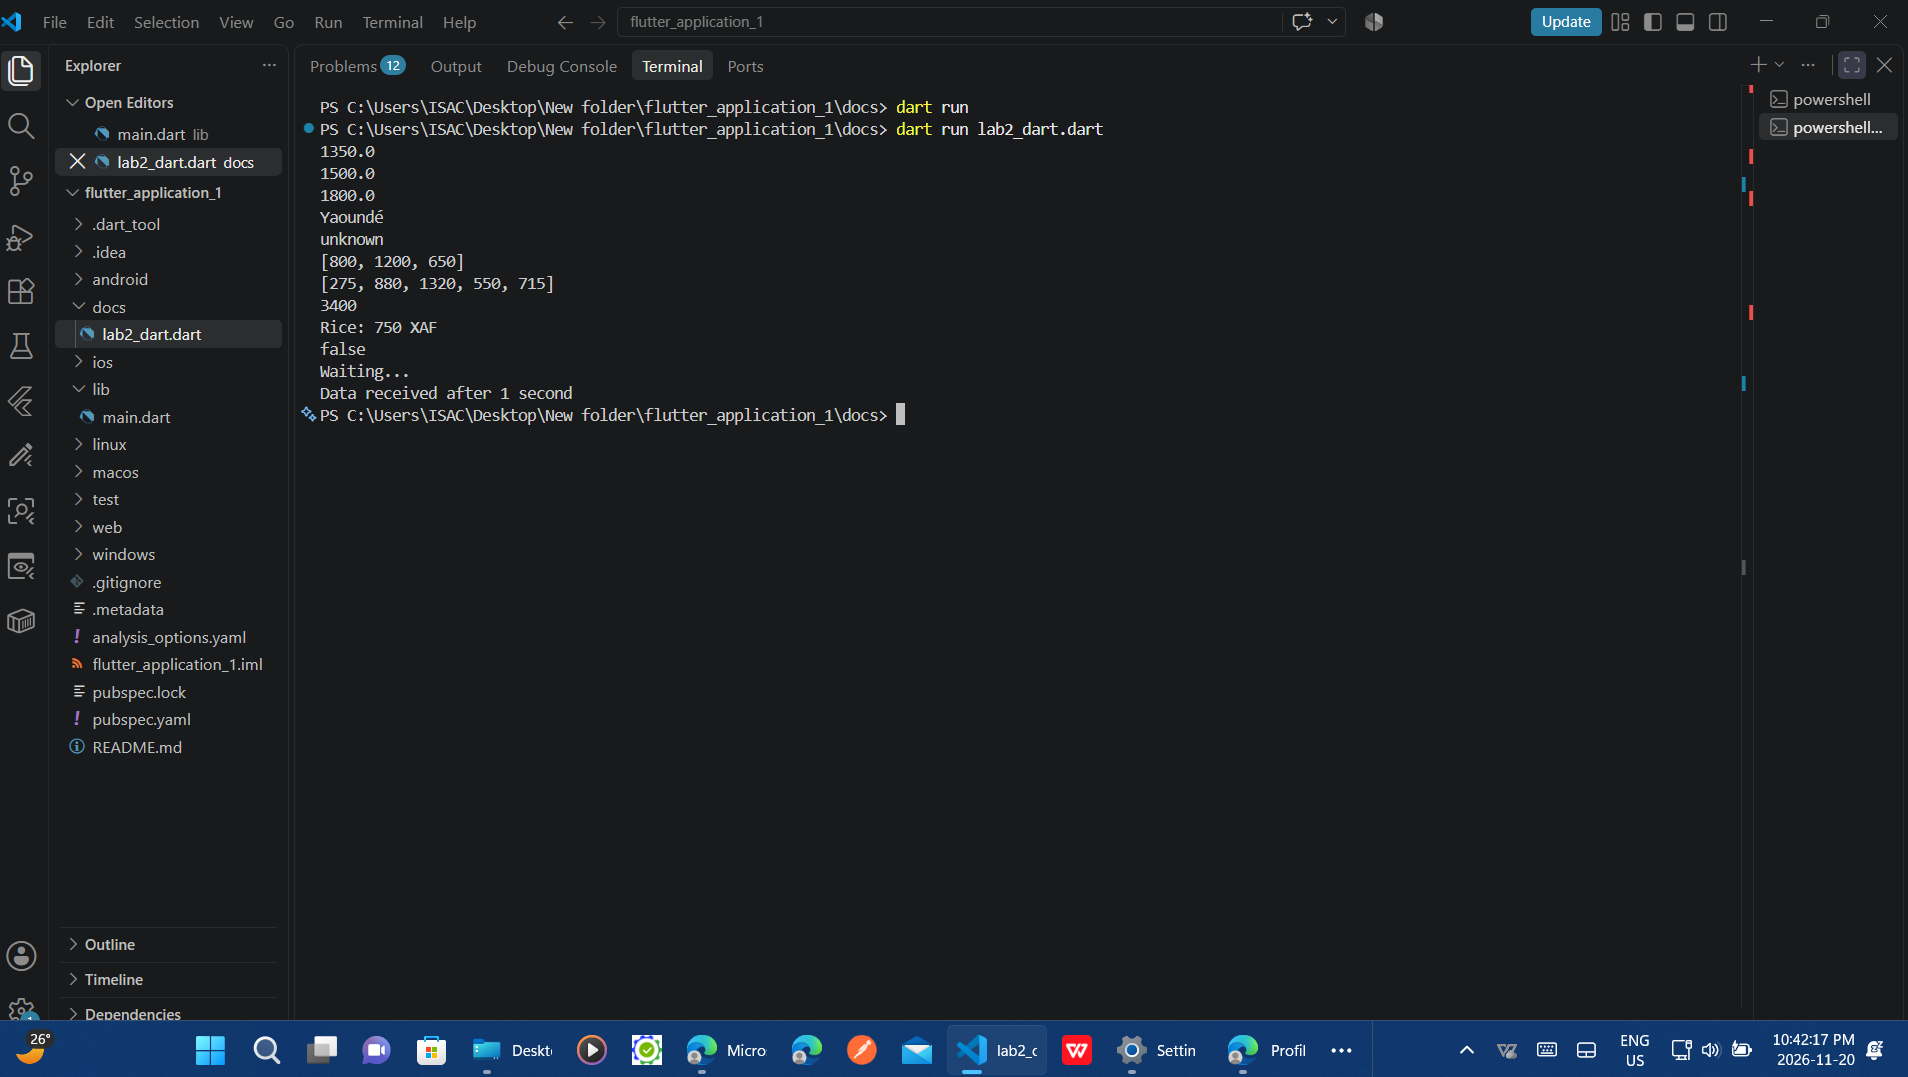 File Edit Selection View Go Run Terminal Help
flutter_application_1
Update
Explorer
Open Editors
main.dart lib
lab2_dart.dart docs
flutter_application_1
.dart_tool
.idea
android
docs
lab2_dart.dart
ios
lib
main.dart
linux
macos
test
web
windows
.gitignore
.metadata
analysis_options.yaml
flutter_application_1.iml
pubspec.lock
pubspec.yaml
README.md
Outline
Timeline
Dependencies
Problems 12 Output Debug Console Terminal Ports
PS C:\Users\ISAC\Desktop\New folder\flutter_application_1\docs> dart run
PS C:\Users\ISAC\Desktop\New folder\flutter_application_1\docs> dart run lab2_dart.dart
1350.0
1500.0
1800.0
Yaoundé
unknown
[800, 1200, 650]
[275, 880, 1320, 550, 715]
3400
Rice: 750 XAF
false
Waiting...
Data received after 1 second
PS C:\Users\ISAC\Desktop\New folder\flutter_application_1\docs>
powershell
powershell...
26°
Deskt
Micro
lab2_c
Settin
Profil
ENG
US
10:42:17 PM
2026-11-20